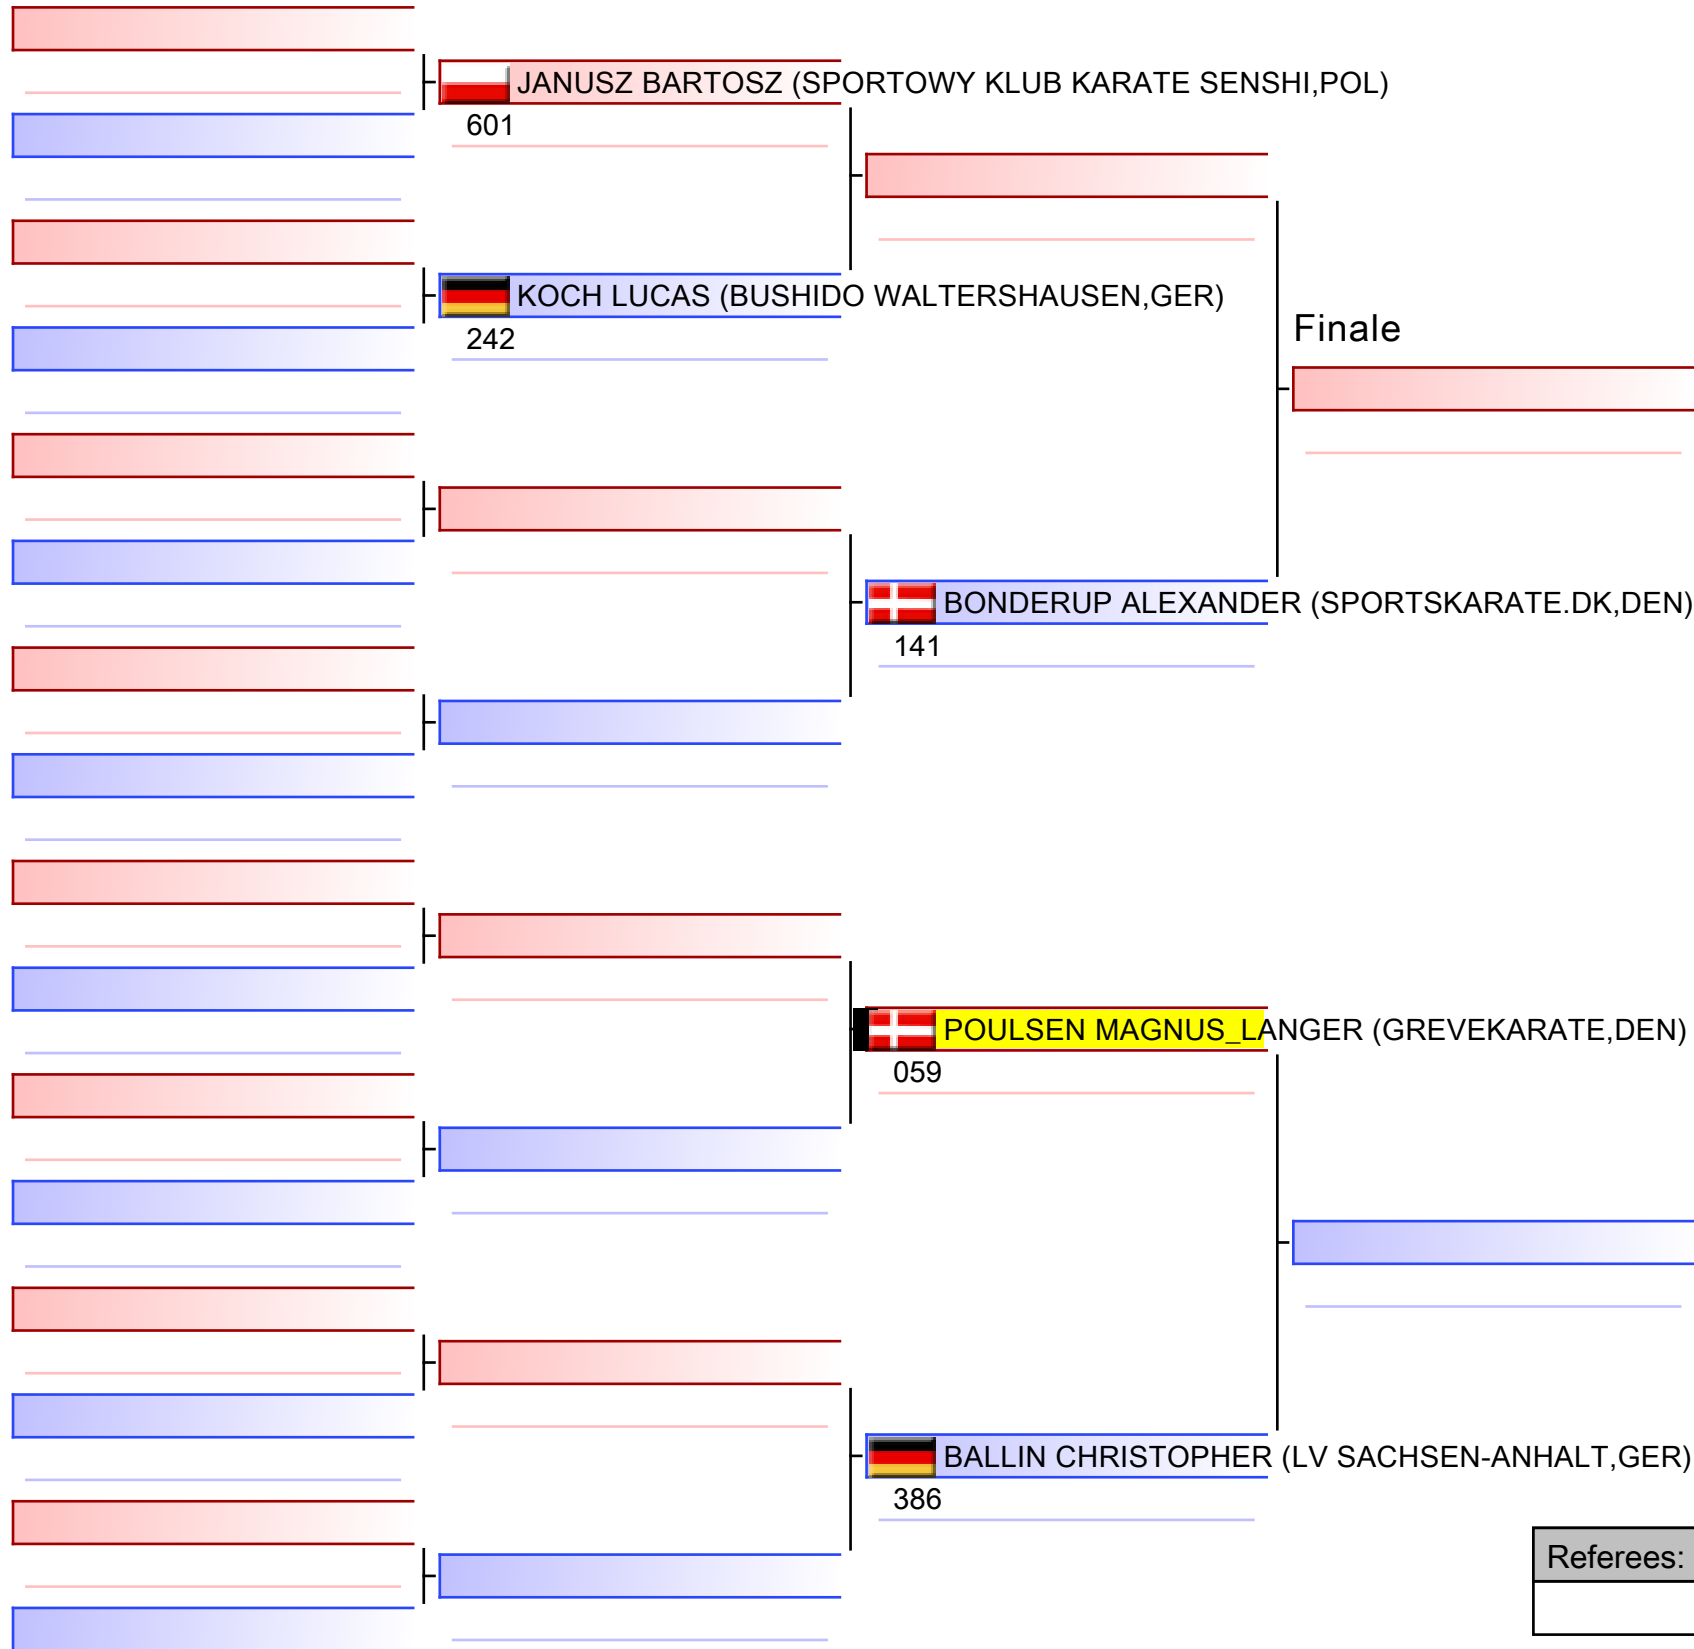 JANUSZ BARTOSZ (SPORTOWY KLUB KARATE SENSHI,POL)
601
KOCH LUCAS (BUSHIDO WALTERSHAUSEN,GER)
242
Finale
BONDERUP ALEXANDER (SPORTSKARATE.DK,DEN)
141
POULSEN MAGNUS_LANGER (GREVEKARATE,DEN)
059
BALLIN CHRISTOPHER (LV SACHSEN-ANHALT,GER)
386
Referees: